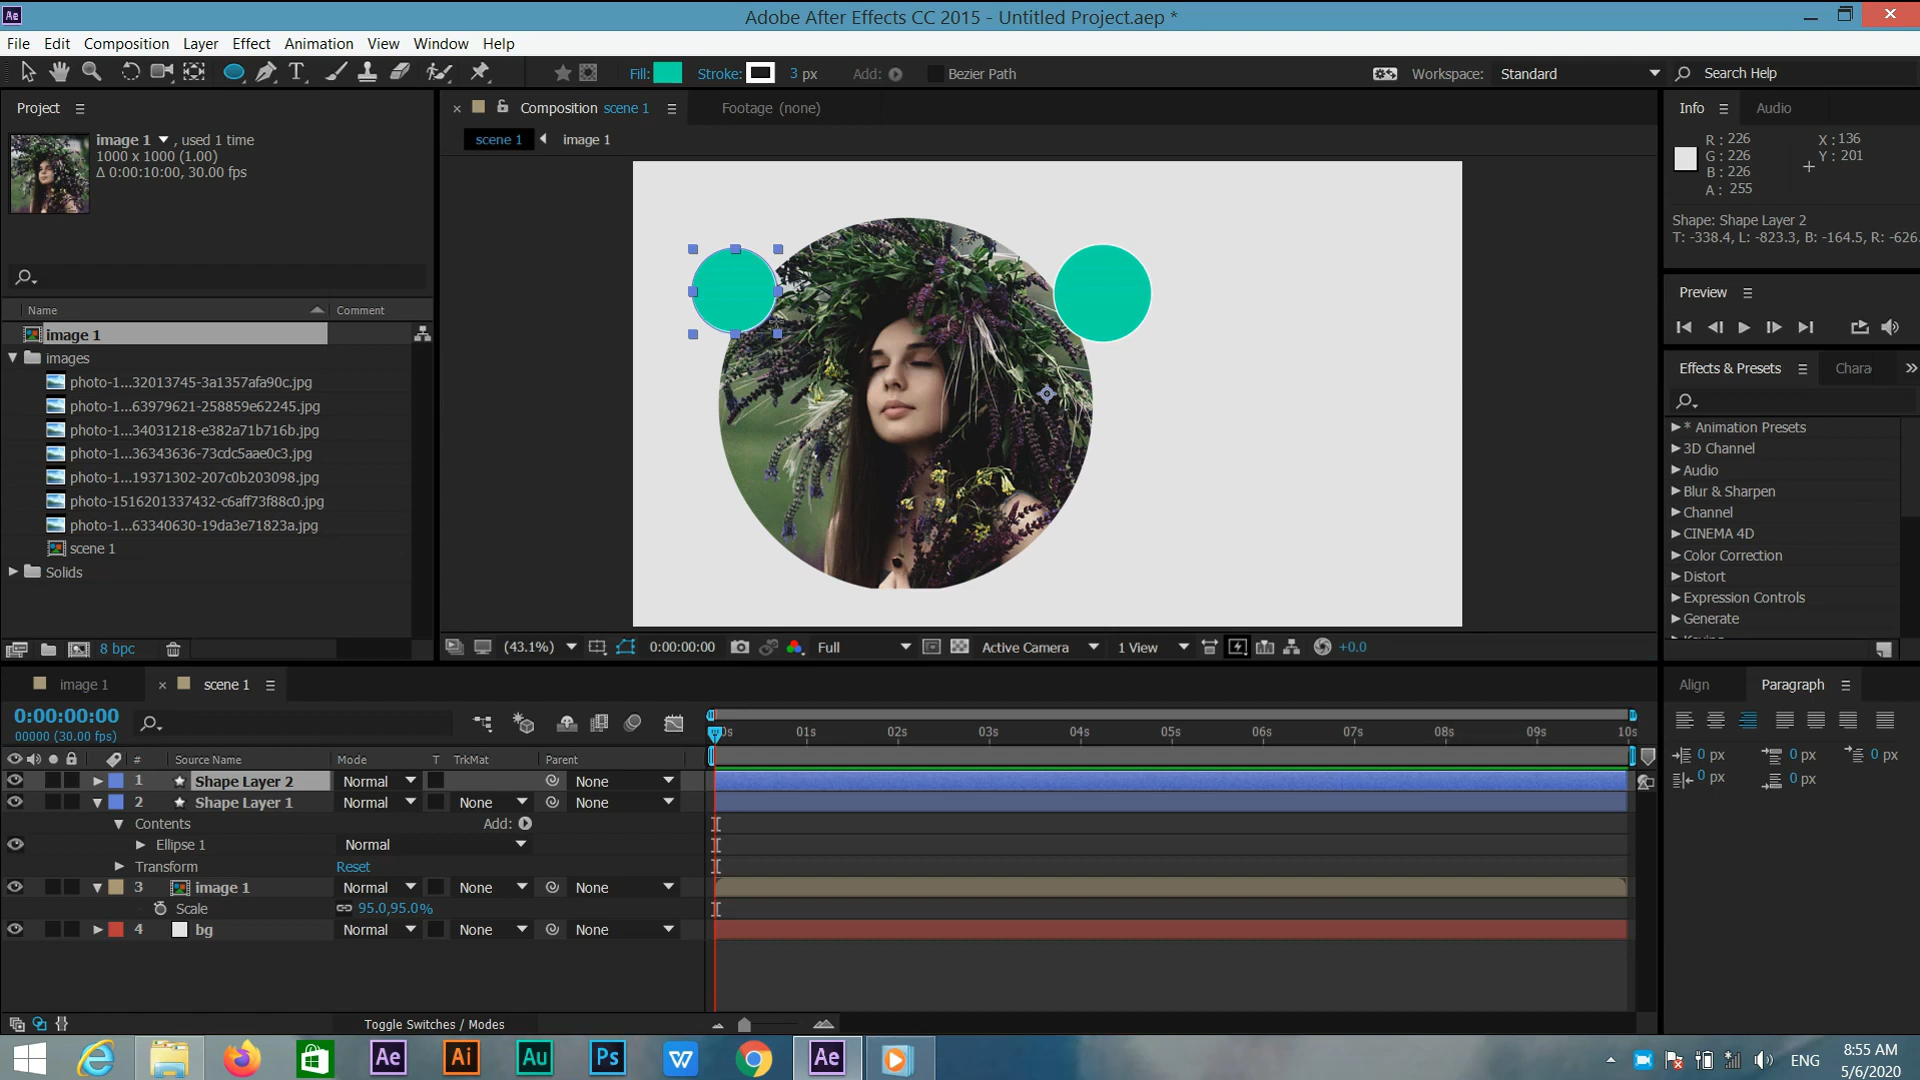 Ae
Adobe After Effects CC 2015 - Untitled Project.aep *
File Edit Composition Layer Effect Animation View Window Help
T Fill: Stroke: 3 px Add: Bezier Path Workspace: Standard Search Help
Project
image 1 , used 1 time
1000 x 1000 (1.00)
Δ 0:00:10:00, 30.00 fps
Name Comment
image 1
images
photo-1...32013745-3a1357afa90c.jpg
photo-1...63979621-258859e62245.jpg
photo-1...34031218-e382a71b716b.jpg
photo-1...36343636-73cdc5aae0c3.jpg
photo-1...19371302-207c0b203098.jpg
photo-1516201337432-c6aff73f88c0.jpg
photo-1...63340630-19da3e71823a.jpg
scene 1
Solids
8 bpc
Composition scene 1 Footage (none)
scene 1 image 1
(43.1%) 0:00:00:00 Full Active Camera 1 View +0.0
Info Audio
R : 226 X : 136
G : 226 Y : 201
B : 226
A : 255
Shape: Shape Layer 2
T: -338.4, L: -823.3, B: -164.5, R: -626.
Preview
Effects & Presets Chara
* Animation Presets
3D Channel
Audio
Blur & Sharpen
Channel
CINEMA 4D
Color Correction
Distort
Expression Controls
Generate
image 1 scene 1
0:00:00:00
00000 (30.00 fps)
0s 01s 02s 03s 04s 05s 06s 07s 08s 09s 10s
# Source Name Mode T TrkMat Parent
1 Shape Layer 2 Normal None
2 Shape Layer 1 Normal None None
Contents Add:
Ellipse 1 Normal
Transform Reset
3 image 1 Normal None None
Scale 95.0,95.0%
4 bg Normal None None
Toggle Switches / Modes
Align Paragraph
0 px 0 px 0 px
0 px 0 px
Ae Ai Au Ps W Ae
ENG
8:55 AM
5/6/2020